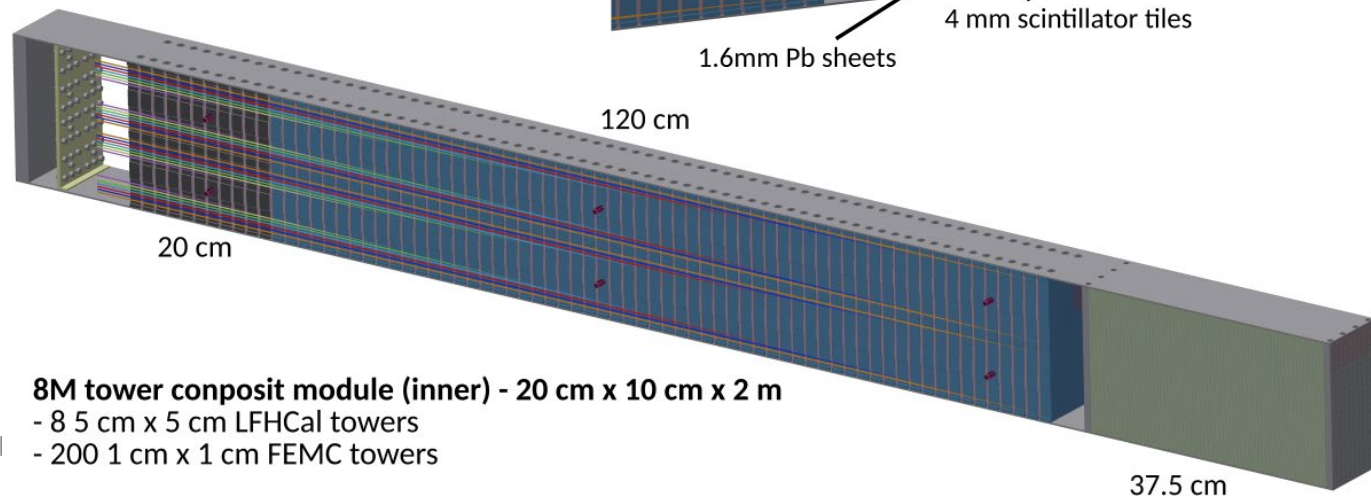 4 mm scintillator tiles
1.6mm Pb sheets
120 cm
20 cm
8M tower conposit module (inner) - 20 cm x 10 cm x 2 m
- 8 5 cm x 5 cm LFHCal towers
- 200 1 cm x 1 cm FEMC towers
37.5 cm